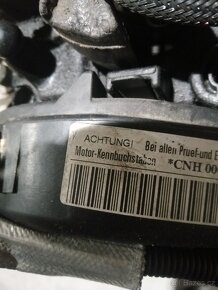 ACHTUNG! Bei allen Pruef-und
Motor-Kennbuchstaben *CNH 00